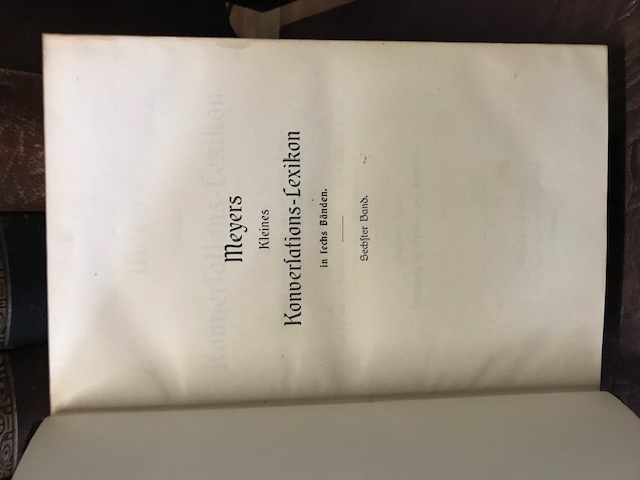 Meyers
Kleines
Konverſations-Lexikon
in ſechs Bänden.
Sechſter Band.